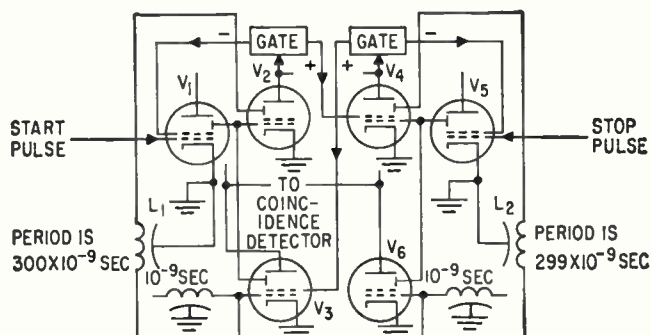 GATE
GATE
−
+
+
−
V1
V2
V4
V5
START
PULSE
STOP
PULSE
TO
COINC-
IDENCE
DETECTOR
L1
L2
PERIOD IS
300X10-9 SEC
PERIOD IS
299X10-9 SEC
V6
10-9SEC
10-9SEC
V3